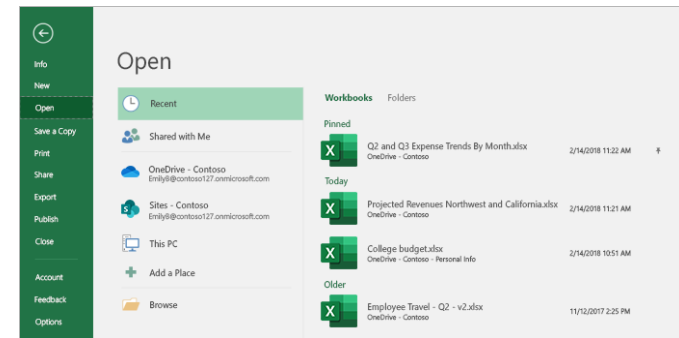 Info
New
Open
Save a Copy
Print
Share
Export
Publish
Close
Account
Feedback
Options
Open
Recent
Shared with Me
OneDrive - Contoso
Emily8@contoso127.onmicrosoft.com
Sites - Contoso
Emily8@contoso127.onmicrosoft.com
This PC
Add a Place
Browse
Workbooks Folders
Pinned
Q2 and Q3 Expense Trends By Month.xlsx 2/14/2018 11:22 AM
OneDrive - Contoso
Today
Projected Revenues Northwest and California.xlsx 2/14/2018 11:21 AM
OneDrive - Contoso
College budget.xlsx 2/14/2018 10:51 AM
OneDrive - Contoso - Personal Info
Older
Employee Travel - Q2 - v2.xlsx 11/12/2017 2:25 PM
OneDrive - Contoso